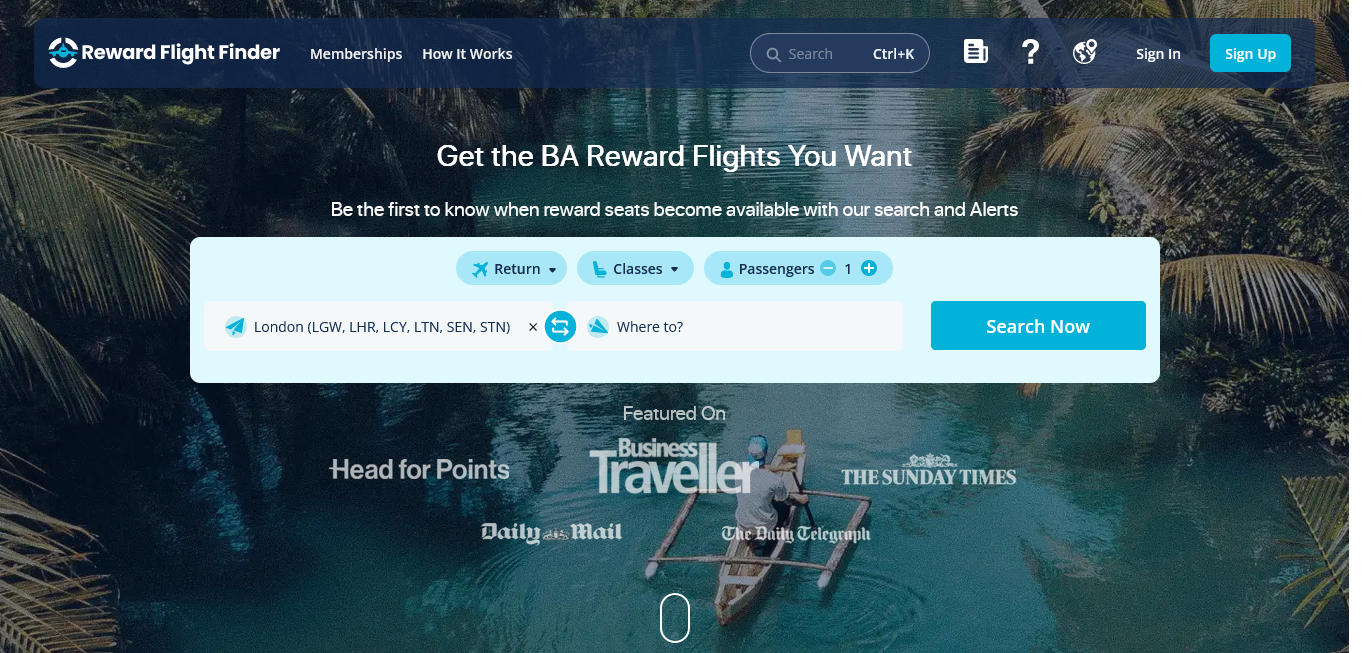 Reward Flight Finder
Memberships
How It Works
Search
Ctrl+K
Sign In
Sign Up
Get the BA Reward Flights You Want
Be the first to know when reward seats become available with our search and Alerts
Return
Classes
Passengers
1
London (LGW, LHR, LCY, LTN, SEN, STN)
×
Where to?
Search Now
Featured On
Head for Points
Business
Traveller
THE SUNDAY TIMES
Daily Mail
The Daily Telegraph